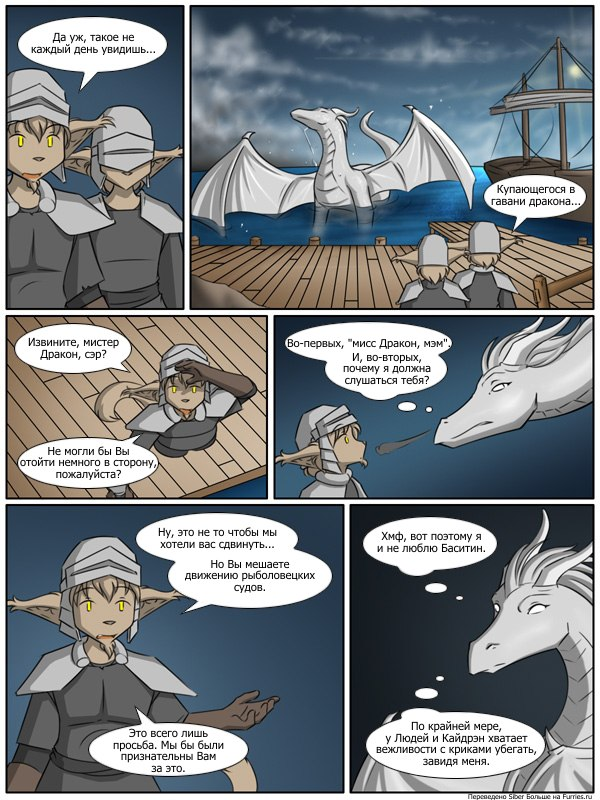 Да уж, такое не
каждый день увидишь...
Купающегося в
гавани дракона...
Извините, мистер
Дракон, сэр?
Не могли бы Вы
отойти немного в сторону,
пожалуйста?
Во-первых, "мисс Дракон, мэм".
И, во-вторых,
почему я должна
слушаться тебя?
Ну, это не то чтобы мы
хотели вас сдвинуть...
Но Вы мешаете
движению рыболовецких
судов.
Это всего лишь
просьба. Мы бы были
признательны Вам
за это.
Хмф, вот поэтому я
и не люблю Баситин.
По крайней мере,
у Людей и Кайдрэн хватает
вежливости с криками убегать,
завидя меня.
Переведено Siber Больше на Furries.ru